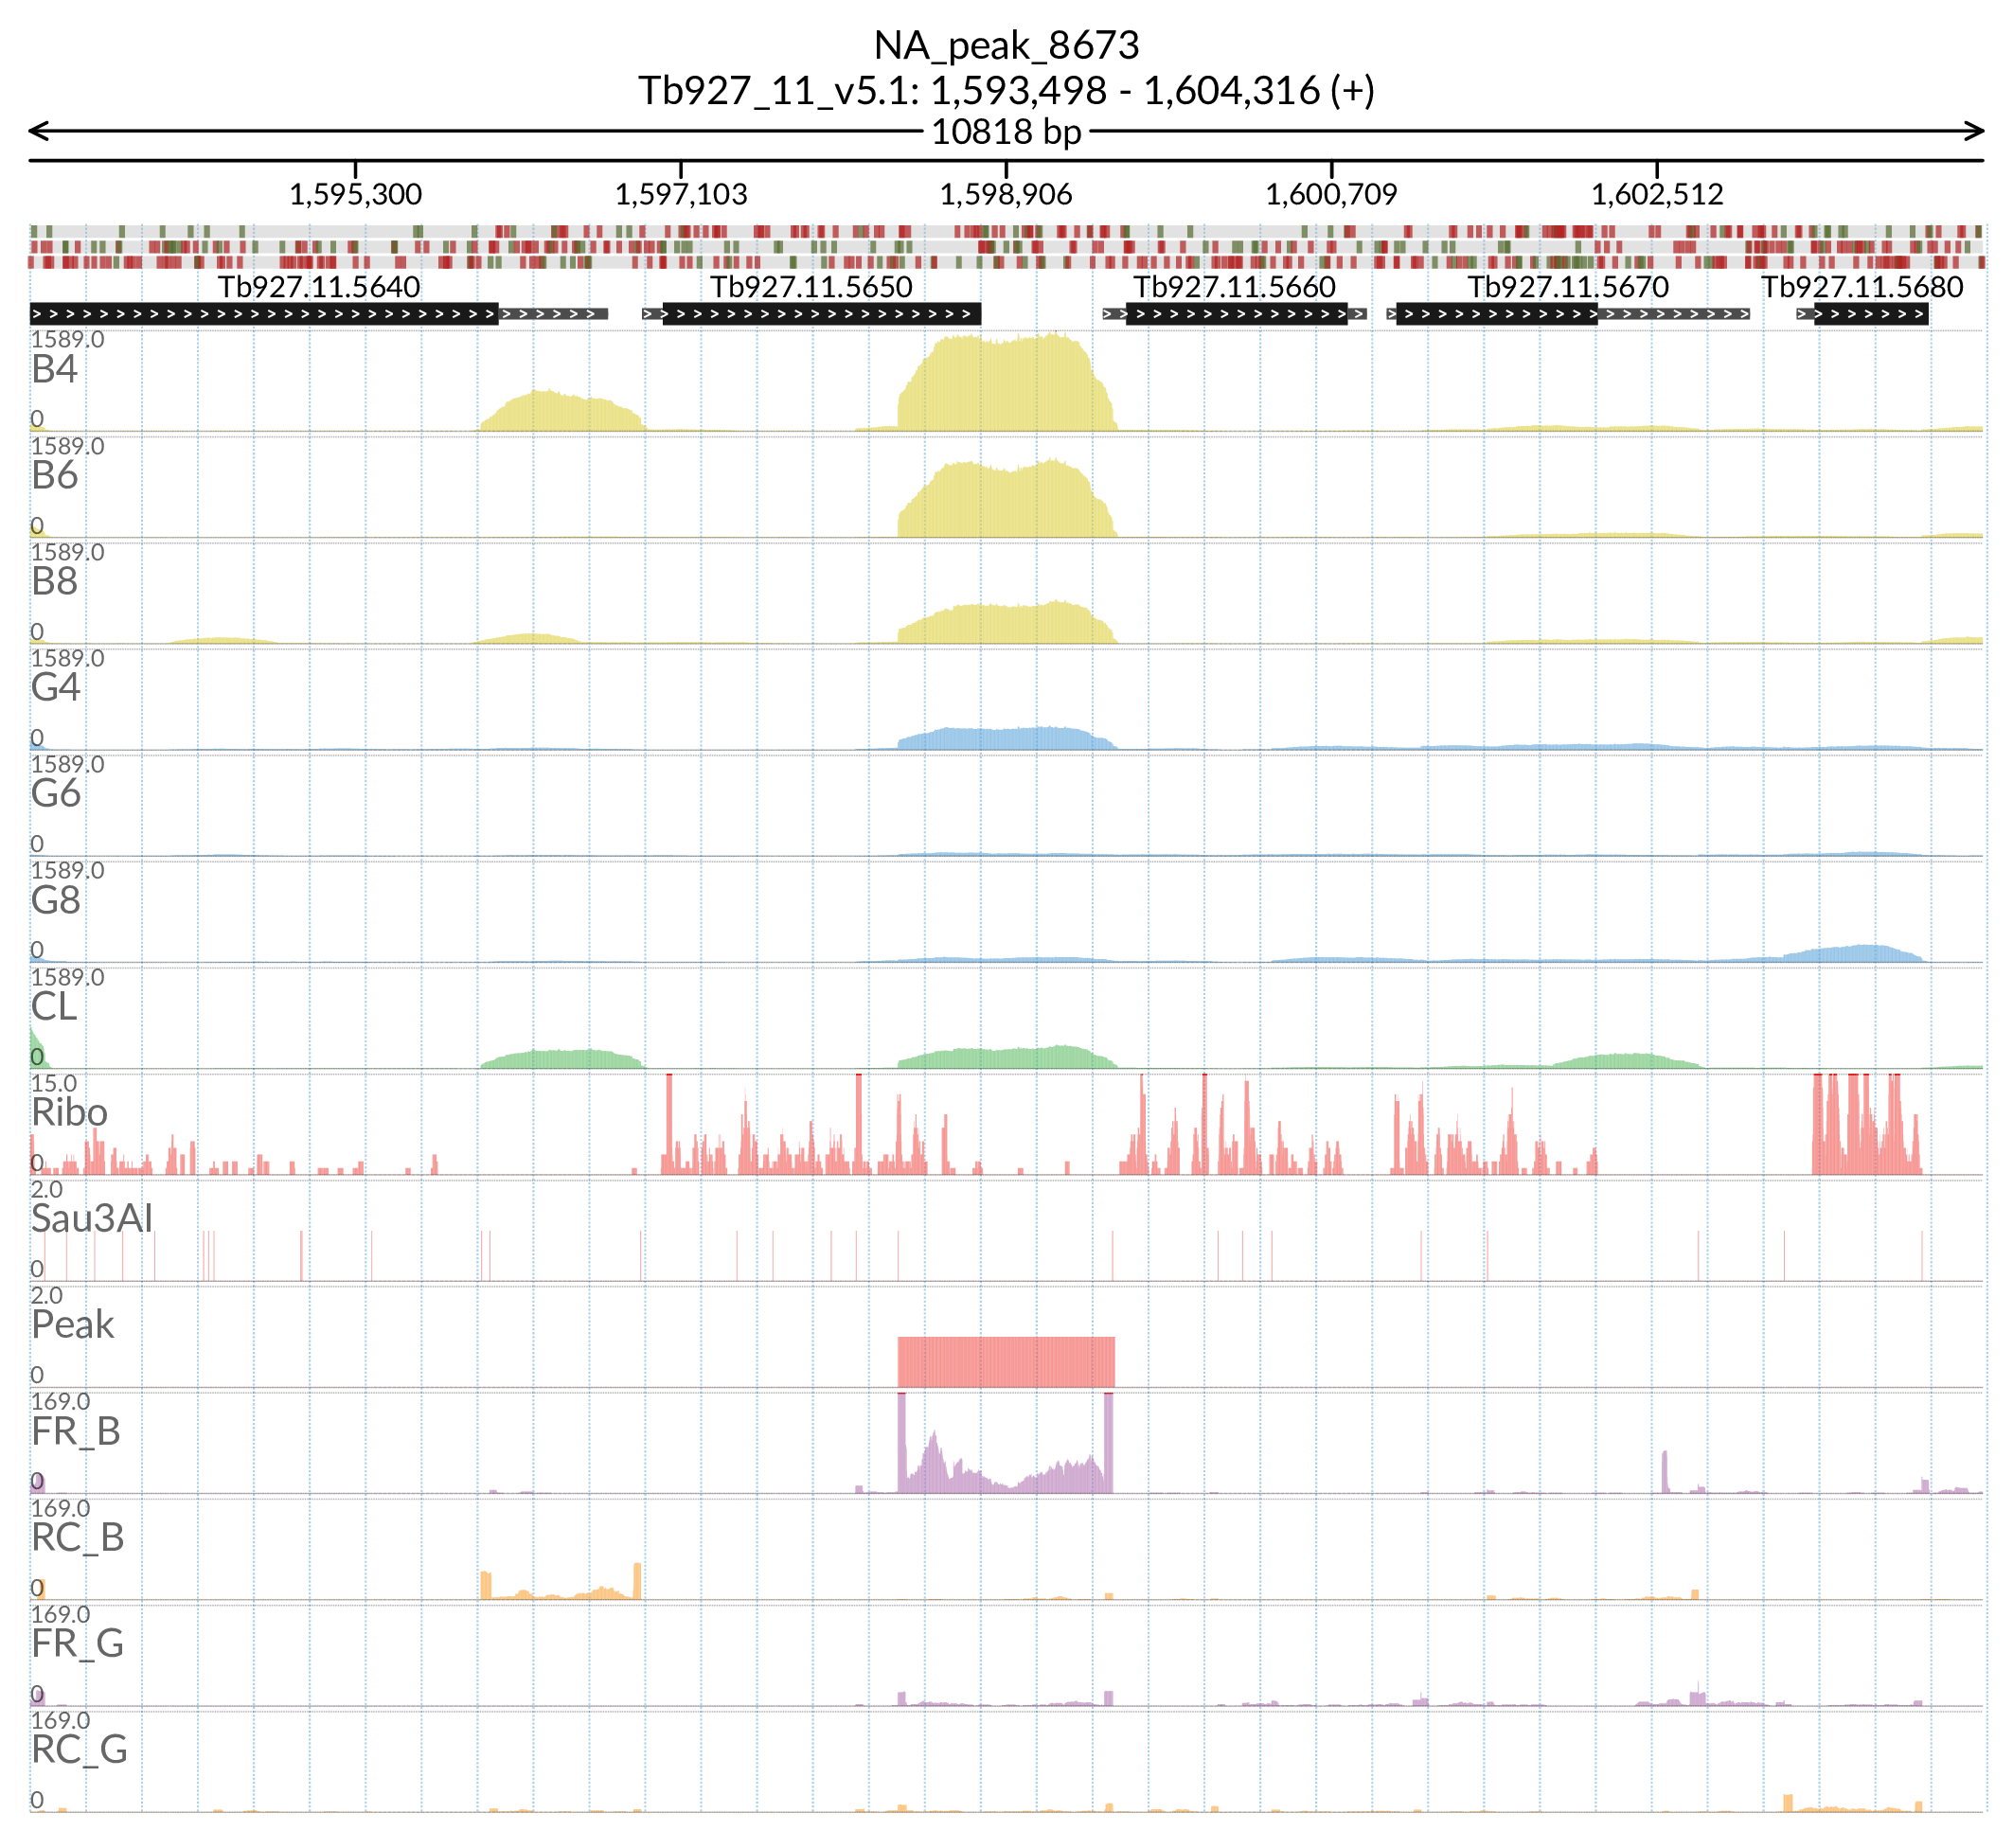 NA_peak_8673
Tb927_11_v5.1: 1,593,498 - 1,604,316 (+)
10818 bp
1,595,300 1,597,103 1,598,906 1,600,709 1,602,512
Tb927.11.5640 Tb927.11.5650 Tb927.11.5660 Tb927.11.5670 Tb927.11.5680
1589.0
B4
0
1589.0
B6
0
1589.0
B8
0
1589.0
G4
0
1589.0
G6
0
1589.0
G8
0
1589.0
CL
0
15.0
Ribo
0
2.0
Sau3AI
0
2.0
Peak
0
169.0
FR_B
0
169.0
RC_B
0
169.0
FR_G
0
169.0
RC_G
0